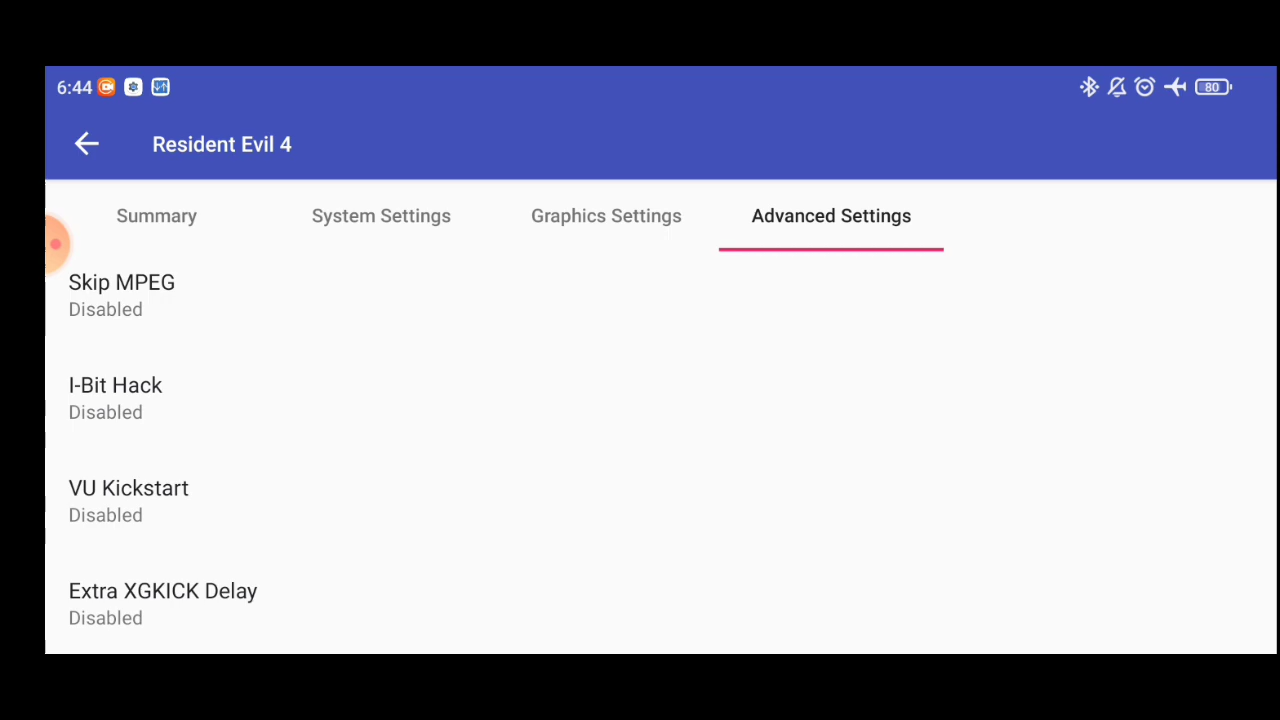 6:44
80
Resident Evil 4
Summary
System Settings
Graphics Settings
Advanced Settings
Skip MPEG
Disabled
I-Bit Hack
Disabled
VU Kickstart
Disabled
Extra XGKICK Delay
Disabled